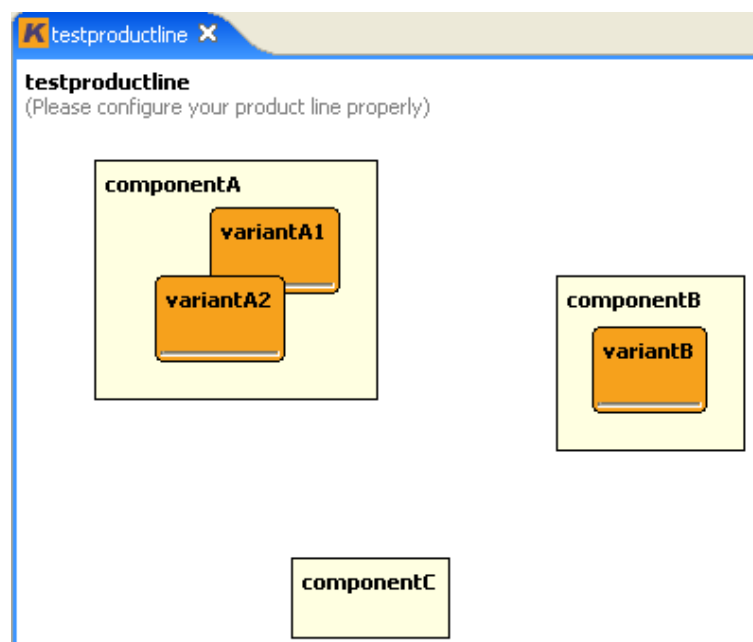 K testproductline
testproductline
(Please configure your product line properly)
componentA
variantA1
variantA2
componentB
variantB
componentC